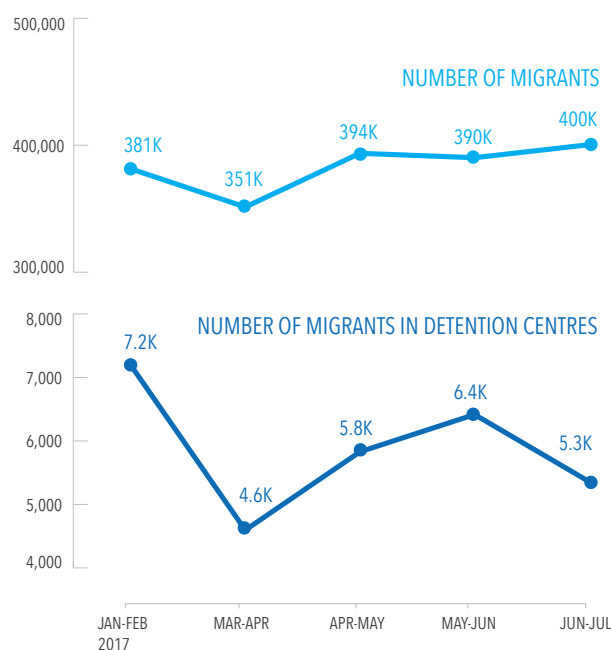 500,000
NUMBER OF MIGRANTS
400K
394K
390K
381K
400,000
351K
300,000
8,000
NUMBER OF MIGRANTS IN DETENTION CENTRES
7.2K
7,000
6.4K
5.8K
5.3K
6,000
4.6K
5,000
4,000
JAN-FEB MAR-APR APR-MAY MAY-JUN JUN-JUL
2017